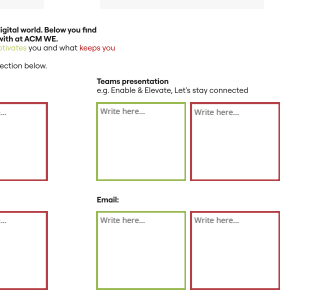 igital world. Below you find
with at ACM WE.
otivates you and what keeps you
ection below.
Teams presentation
e.g. Enable & Elevate, Let's stay connected
e...
Write here...
Write here...
Email:
e...
Write here...
Write here...